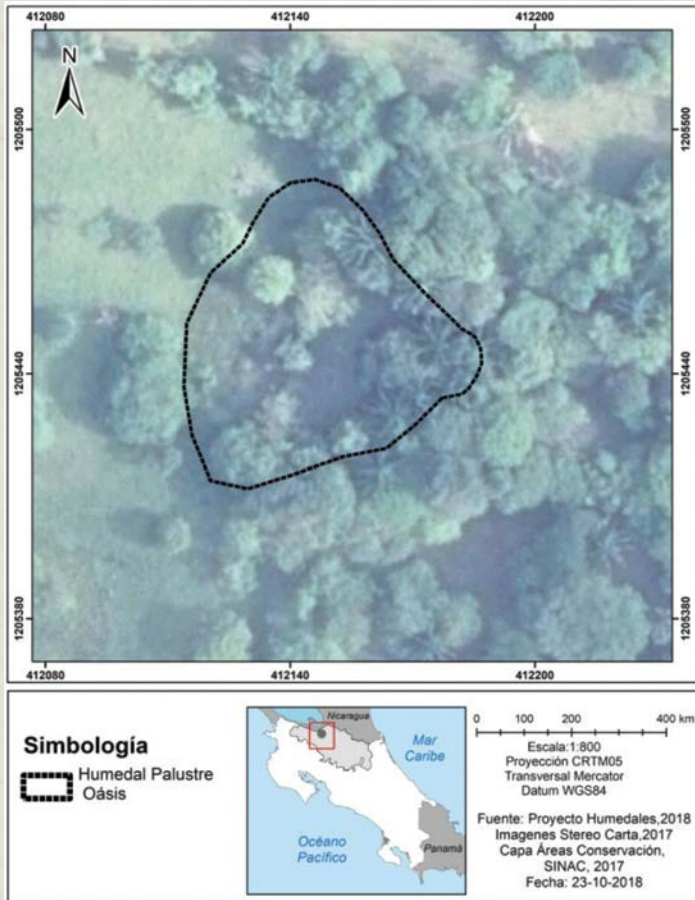 412080 412140 412200
N
1205500 1205500
1205440 1205440
1205380 1205380
412080 412140 412200
Simbología
Humedal Palustre
Oásis
Nicaragua
Mar
Caribe
Océano
Pacífico
Panamá
0 100 200 400 km
Escala:1:800
Proyección CRTM05
Transversal Mercator
Datum WGS84
Fuente: Proyecto Humedales,2018
Imagenes Stereo Carta,2017
Capa Áreas Conservación,
SINAC, 2017
Fecha: 23-10-2018